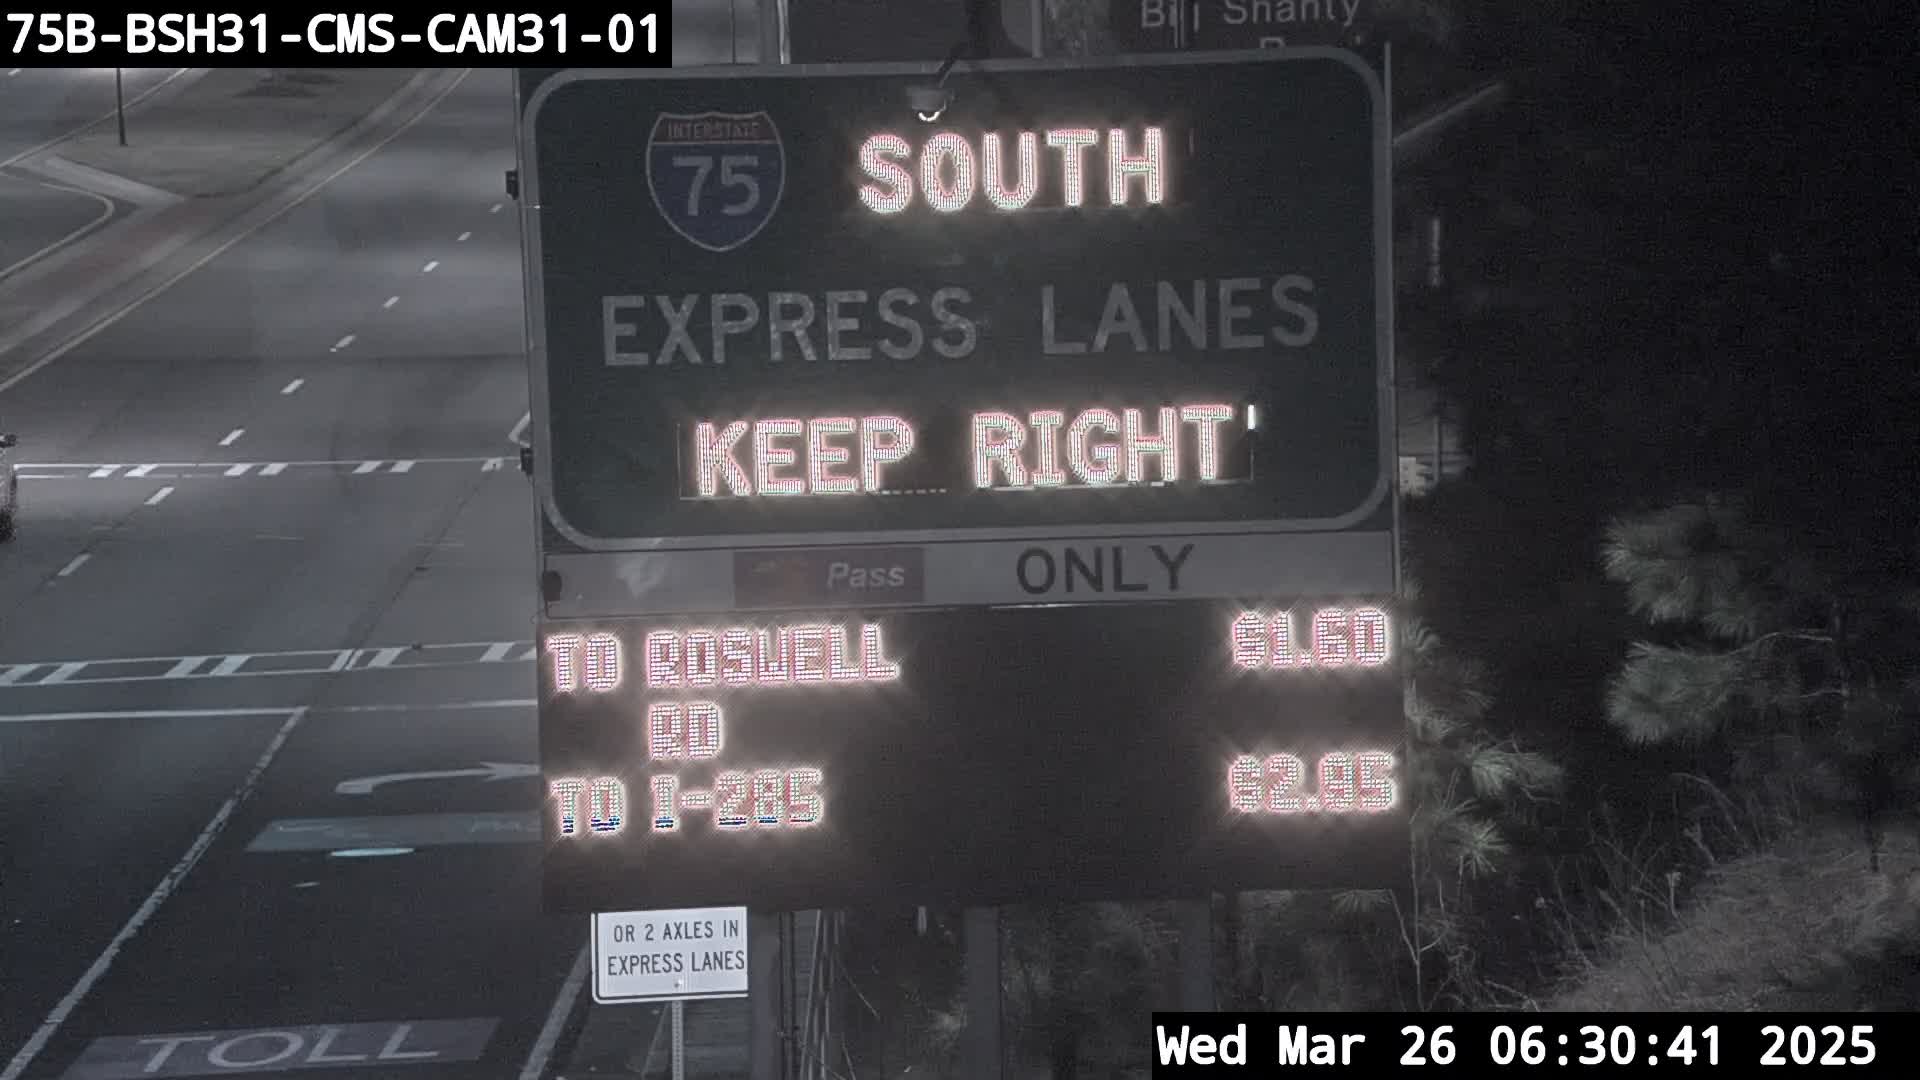 75B-BSH31-CMS-CAM31-01
Shanty
INTERSTATE
75
SOUTH
EXPRESS LANES
KEEP RIGHT
Pass ONLY
TO ROSWELL $1.60
RD
TO I-285 $2.95
OR 2 AXLES IN
EXPRESS LANES
TOLL
Wed Mar 26 06:30:41 2025